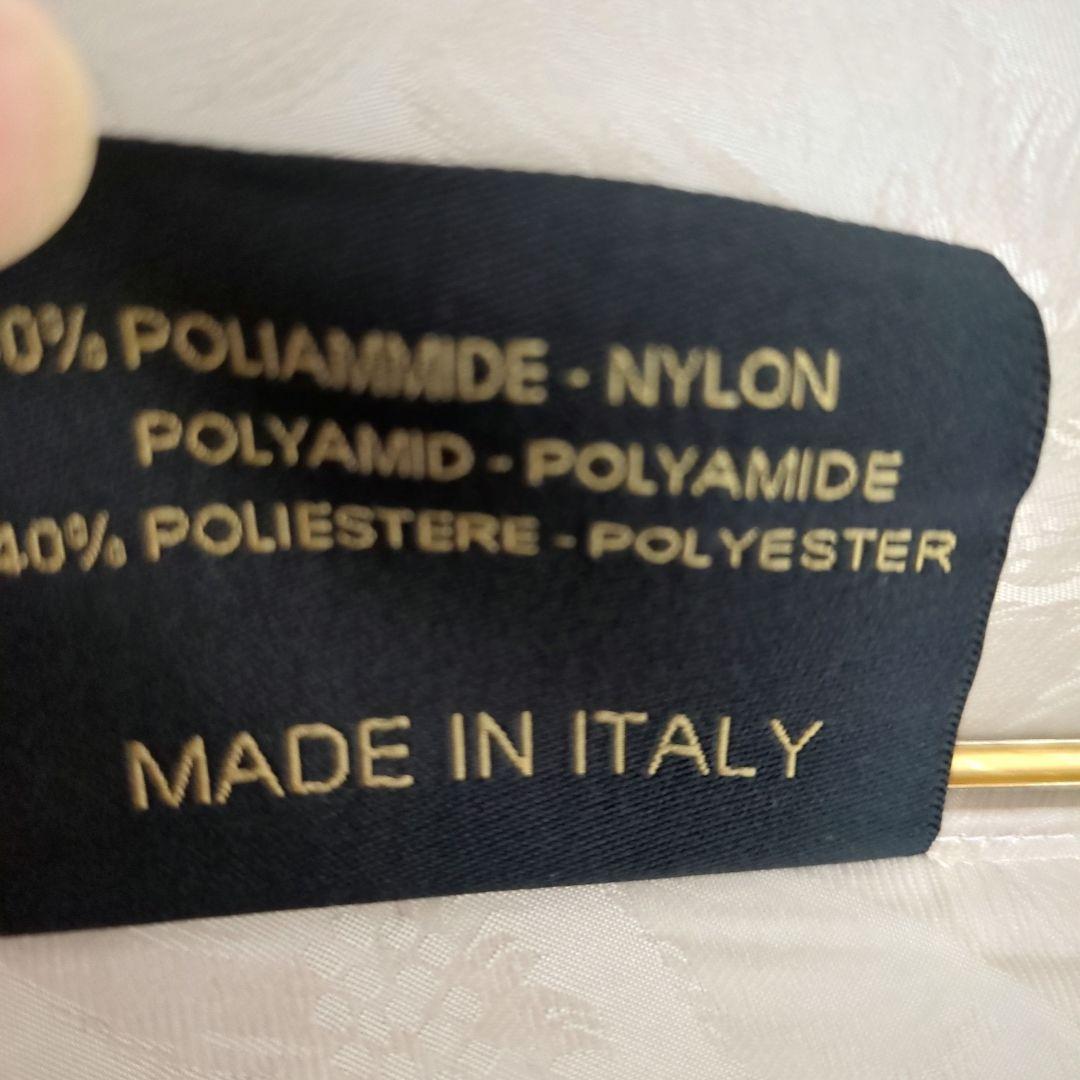 0% POLIAMMIDE - NYLON
POLYAMID - POLYAMIDE
40% POLIESTERE - POLYESTER
MADE IN ITALY